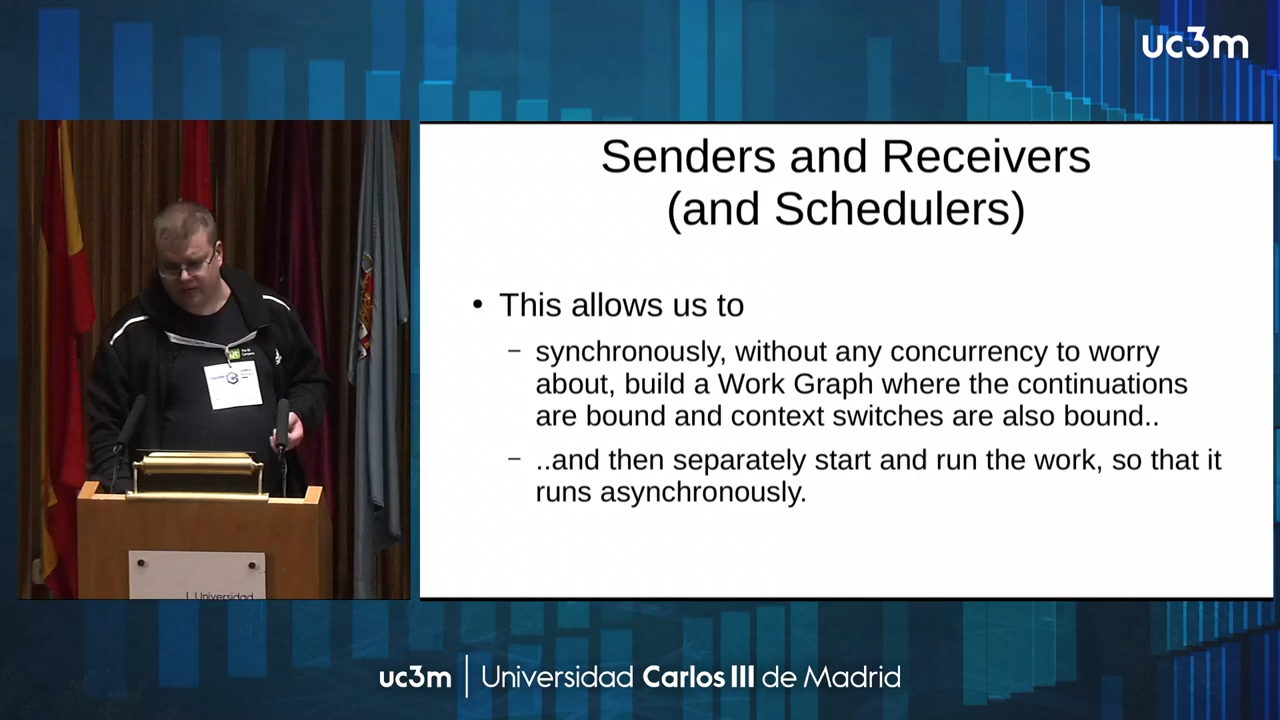 uc3m
Senders and Receivers
(and Schedulers)
• This allows us to
– synchronously, without any concurrency to worry
about, build a Work Graph where the continuations
are bound and context switches are also bound..
– ..and then separately start and run the work, so that it
runs asynchronously.
Universidad
uc3m | Universidad Carlos III de Madrid